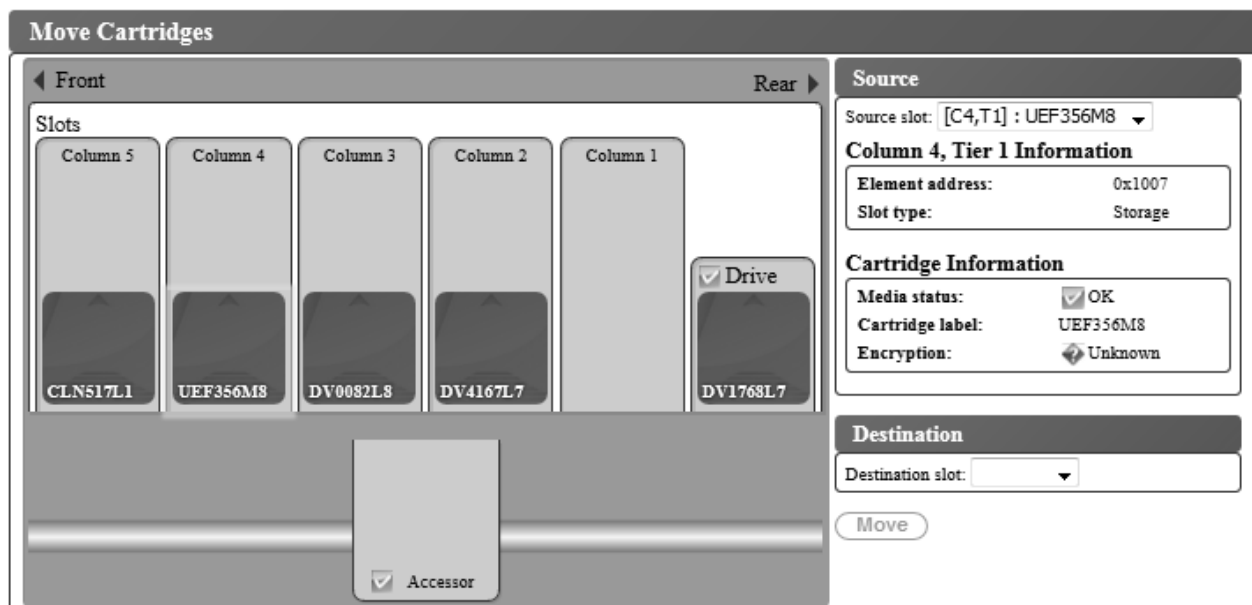 Move Cartridges
Front
Rear
Slots
Column 5
Column 4
Column 3
Column 2
Column 1
Drive
CLN517L1
UEF356M8
DV0082L8
DV4167L7
DV1768L7
Accessor
Source
Source slot: [C4,T1] : UEF356M8
Column 4, Tier 1 Information
Element address: 0x1007
Slot type: Storage
Cartridge Information
Media status: OK
Cartridge label: UEF356M8
Encryption: Unknown
Destination
Destination slot:
Move